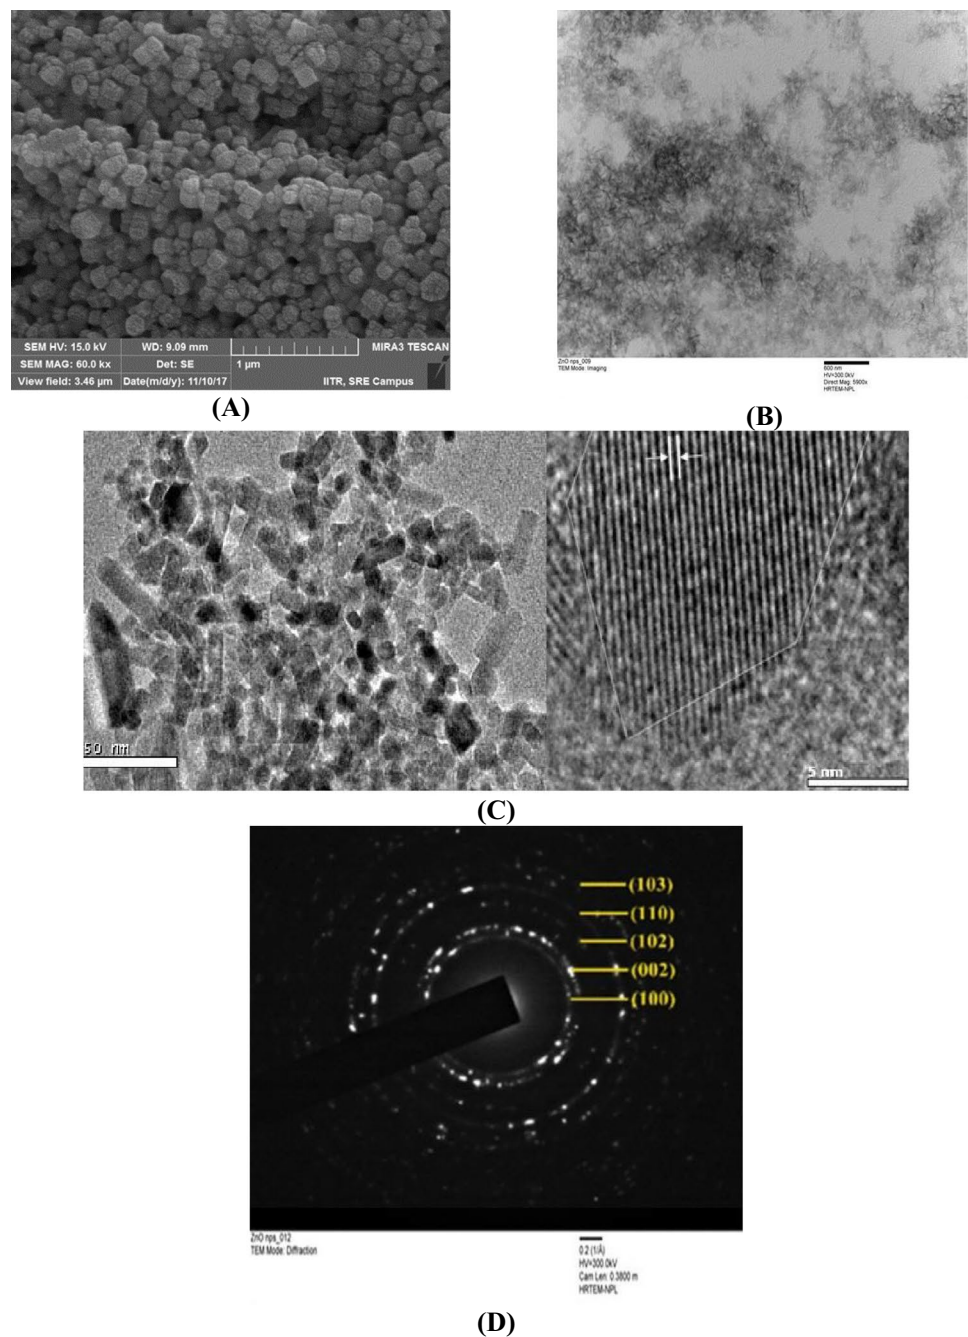 SEM HV: 15.0 kV WD: 9.09 mm MIRA3 TESCAN
SEM MAG: 60.0 kx Det: SE 1 µm
View field: 3.46 µm Date(m/d/y): 11/10/17 IITR, SRE Campus
(A)
ZnO nps_009
TEM Mode: Imaging
600 nm
HV=300.0kV
Direct Mag: 5900x
HRTEM-NPL
(B)
50 nm
5 nm
(C)
(103)
(110)
(102)
(002)
(100)
ZnO nps_012
TEM Mode: Diffraction
0.2 (1/Å)
HV=300.0kV
Cam Len: 0.3800 m
HRTEM-NPL
(D)